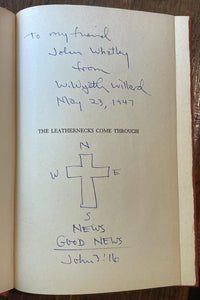 To my friend
John Whatley
from
W. Wyeth Willard
May 23, 1947
THE LEATHERNECKS COME THROUGH
N
W E
S
NEWS
GOOD NEWS
John 3:16